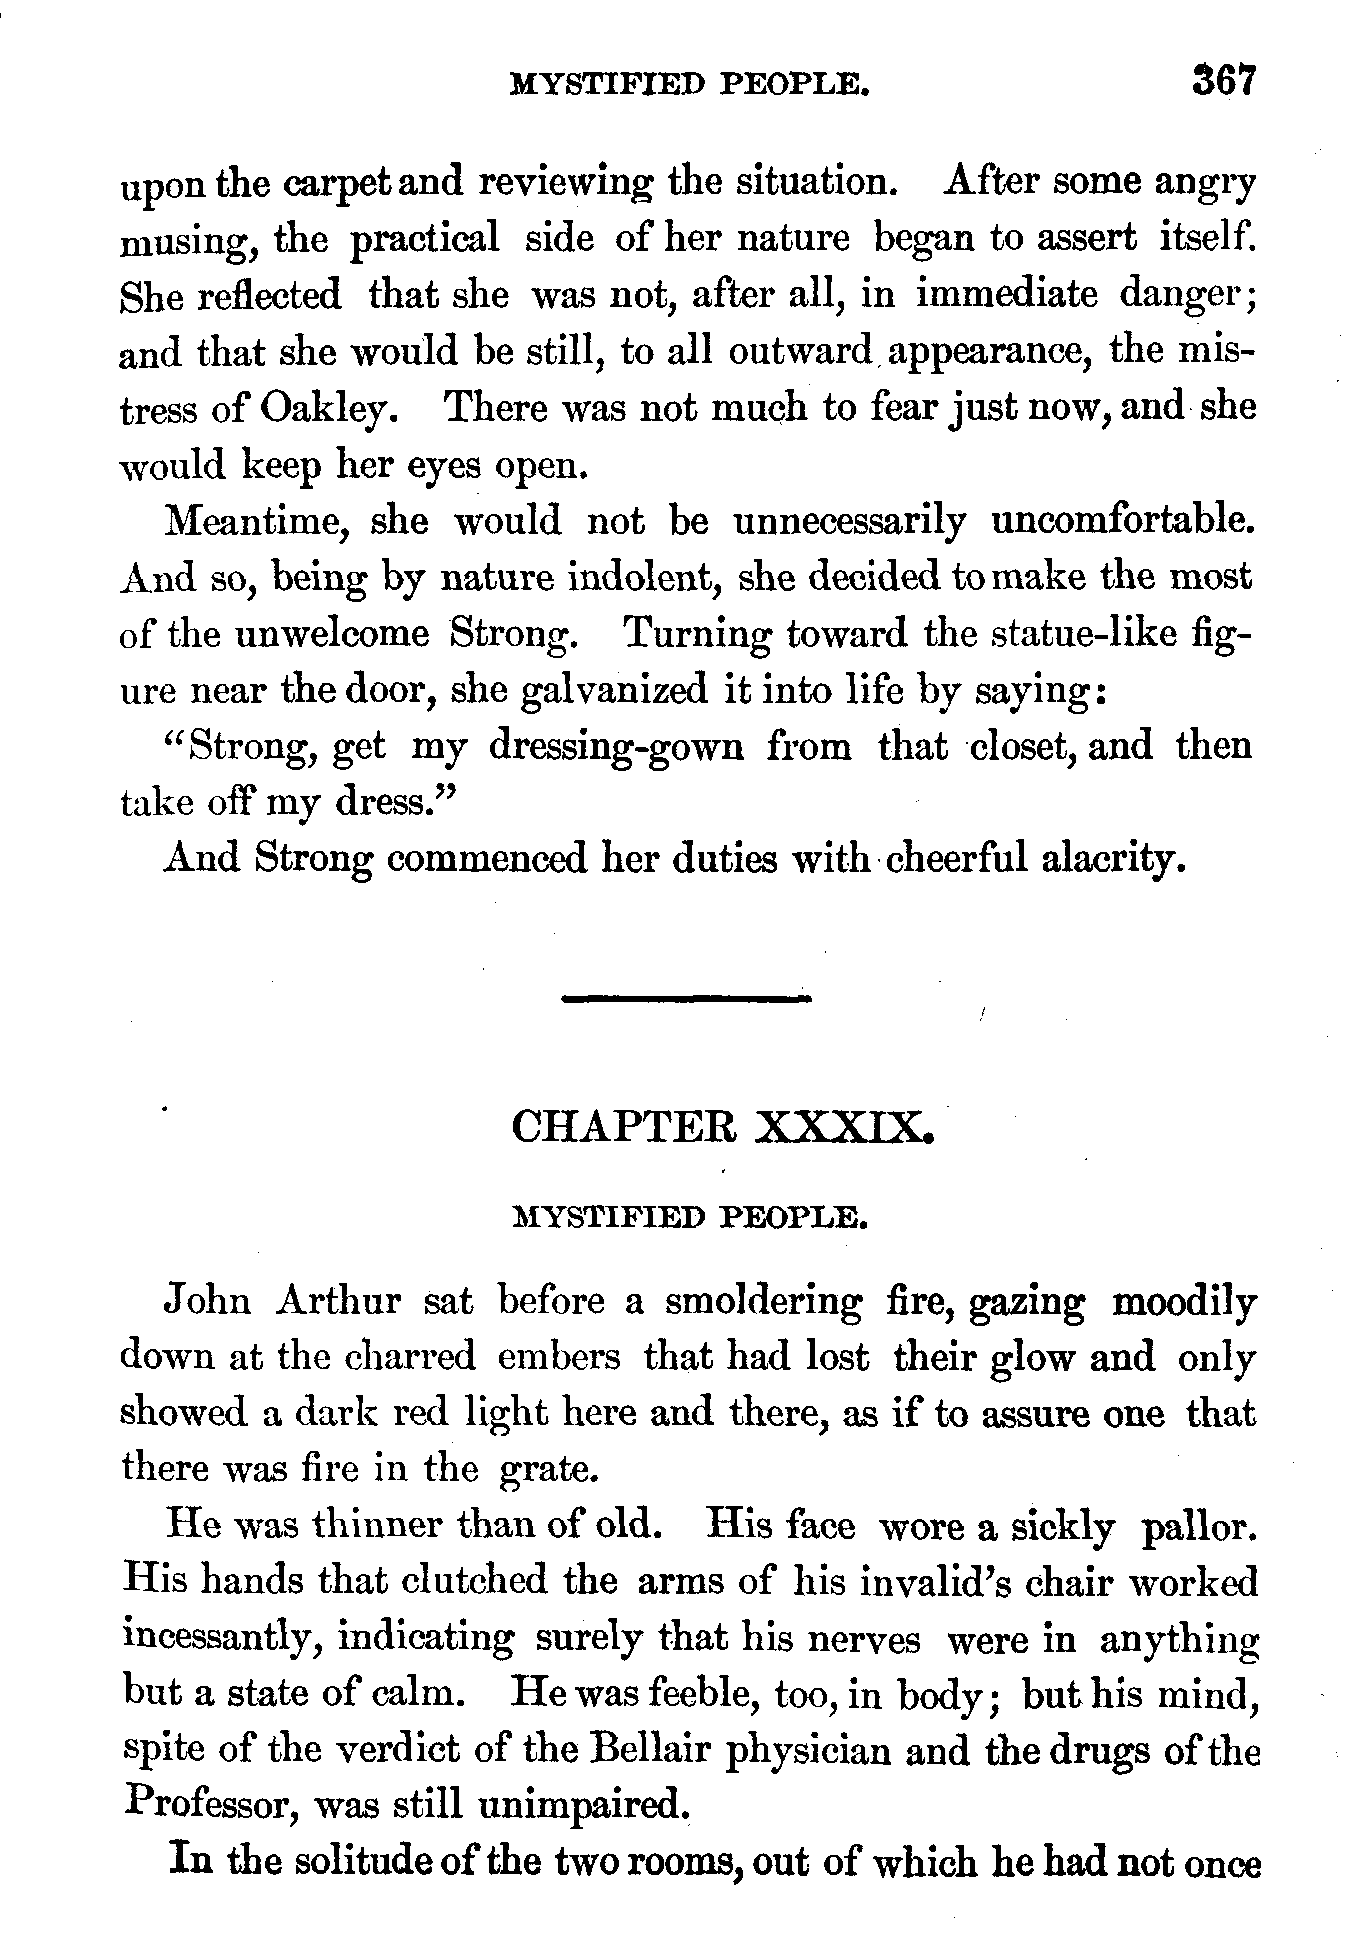 MYSTIFIED PEOPLE. 367
upon the carpet and reviewing the situation. After some angry
musing, the practical side of her nature began to assert itself.
She reflected that she was not, after all, in immediate danger;
and that she would be still, to all outward appearance, the mis-
tress of Oakley. There was not much to fear just now, and she
would keep her eyes open.
Meantime, she would not be unnecessarily uncomfortable.
And so, being by nature indolent, she decided to make the most
of the unwelcome Strong. Turning toward the statue-like fig-
ure near the door, she galvanized it into life by saying:
"Strong, get my dressing-gown from that closet, and then
take off my dress."
And Strong commenced her duties with cheerful alacrity.
CHAPTER XXXIX.
MYSTIFIED PEOPLE.
John Arthur sat before a smoldering fire, gazing moodily
down at the charred embers that had lost their glow and only
showed a dark red light here and there, as if to assure one that
there was fire in the grate.
He was thinner than of old. His face wore a sickly pallor.
His hands that clutched the arms of his invalid's chair worked
incessantly, indicating surely that his nerves were in anything
but a state of calm. He was feeble, too, in body; but his mind,
spite of the verdict of the Bellair physician and the drugs of the
Professor, was still unimpaired.
In the solitude of the two rooms, out of which he had not once